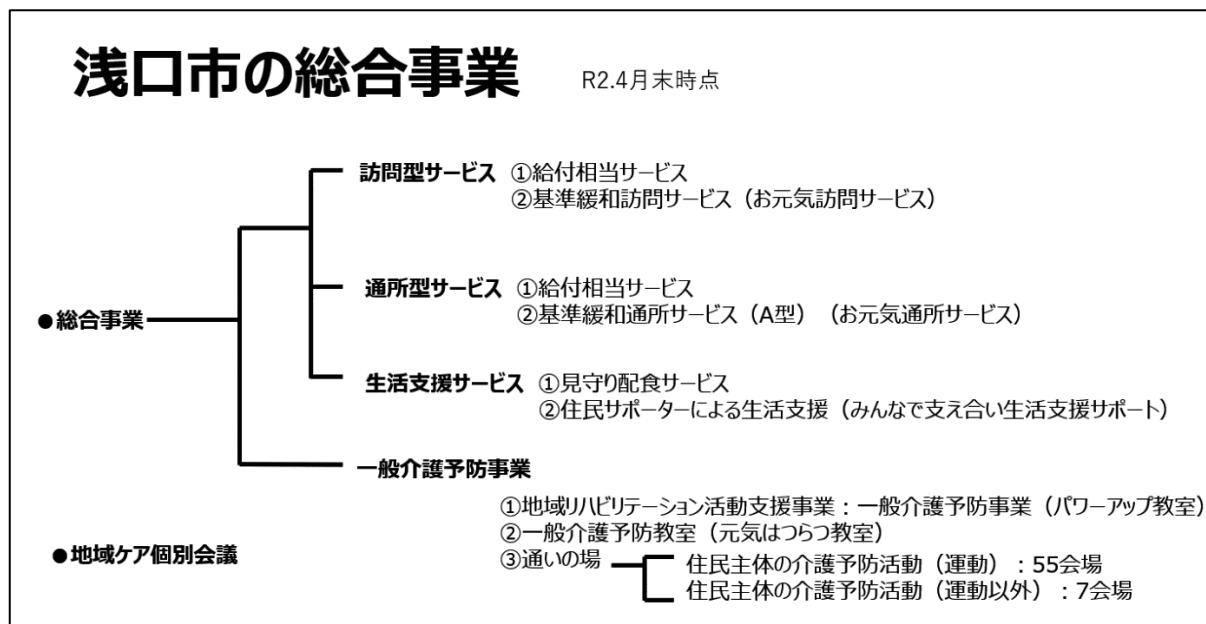 浅口市の総合事業 R2.4月末時点
訪問型サービス ①給付相当サービス
②基準緩和訪問サービス（お元気訪問サービス）
通所型サービス ①給付相当サービス
②基準緩和通所サービス（A型）（お元気通所サービス）
●総合事業
生活支援サービス ①見守り配食サービス
②住民サポーターによる生活支援（みんなで支え合い生活支援サポート）
一般介護予防事業
①地域リハビリテーション活動支援事業：一般介護予防事業（パワーアップ教室）
②一般介護予防教室（元気はつらつ教室）
●地域ケア個別会議
③通いの場
住民主体の介護予防活動（運動）：55会場
住民主体の介護予防活動（運動以外）：7会場